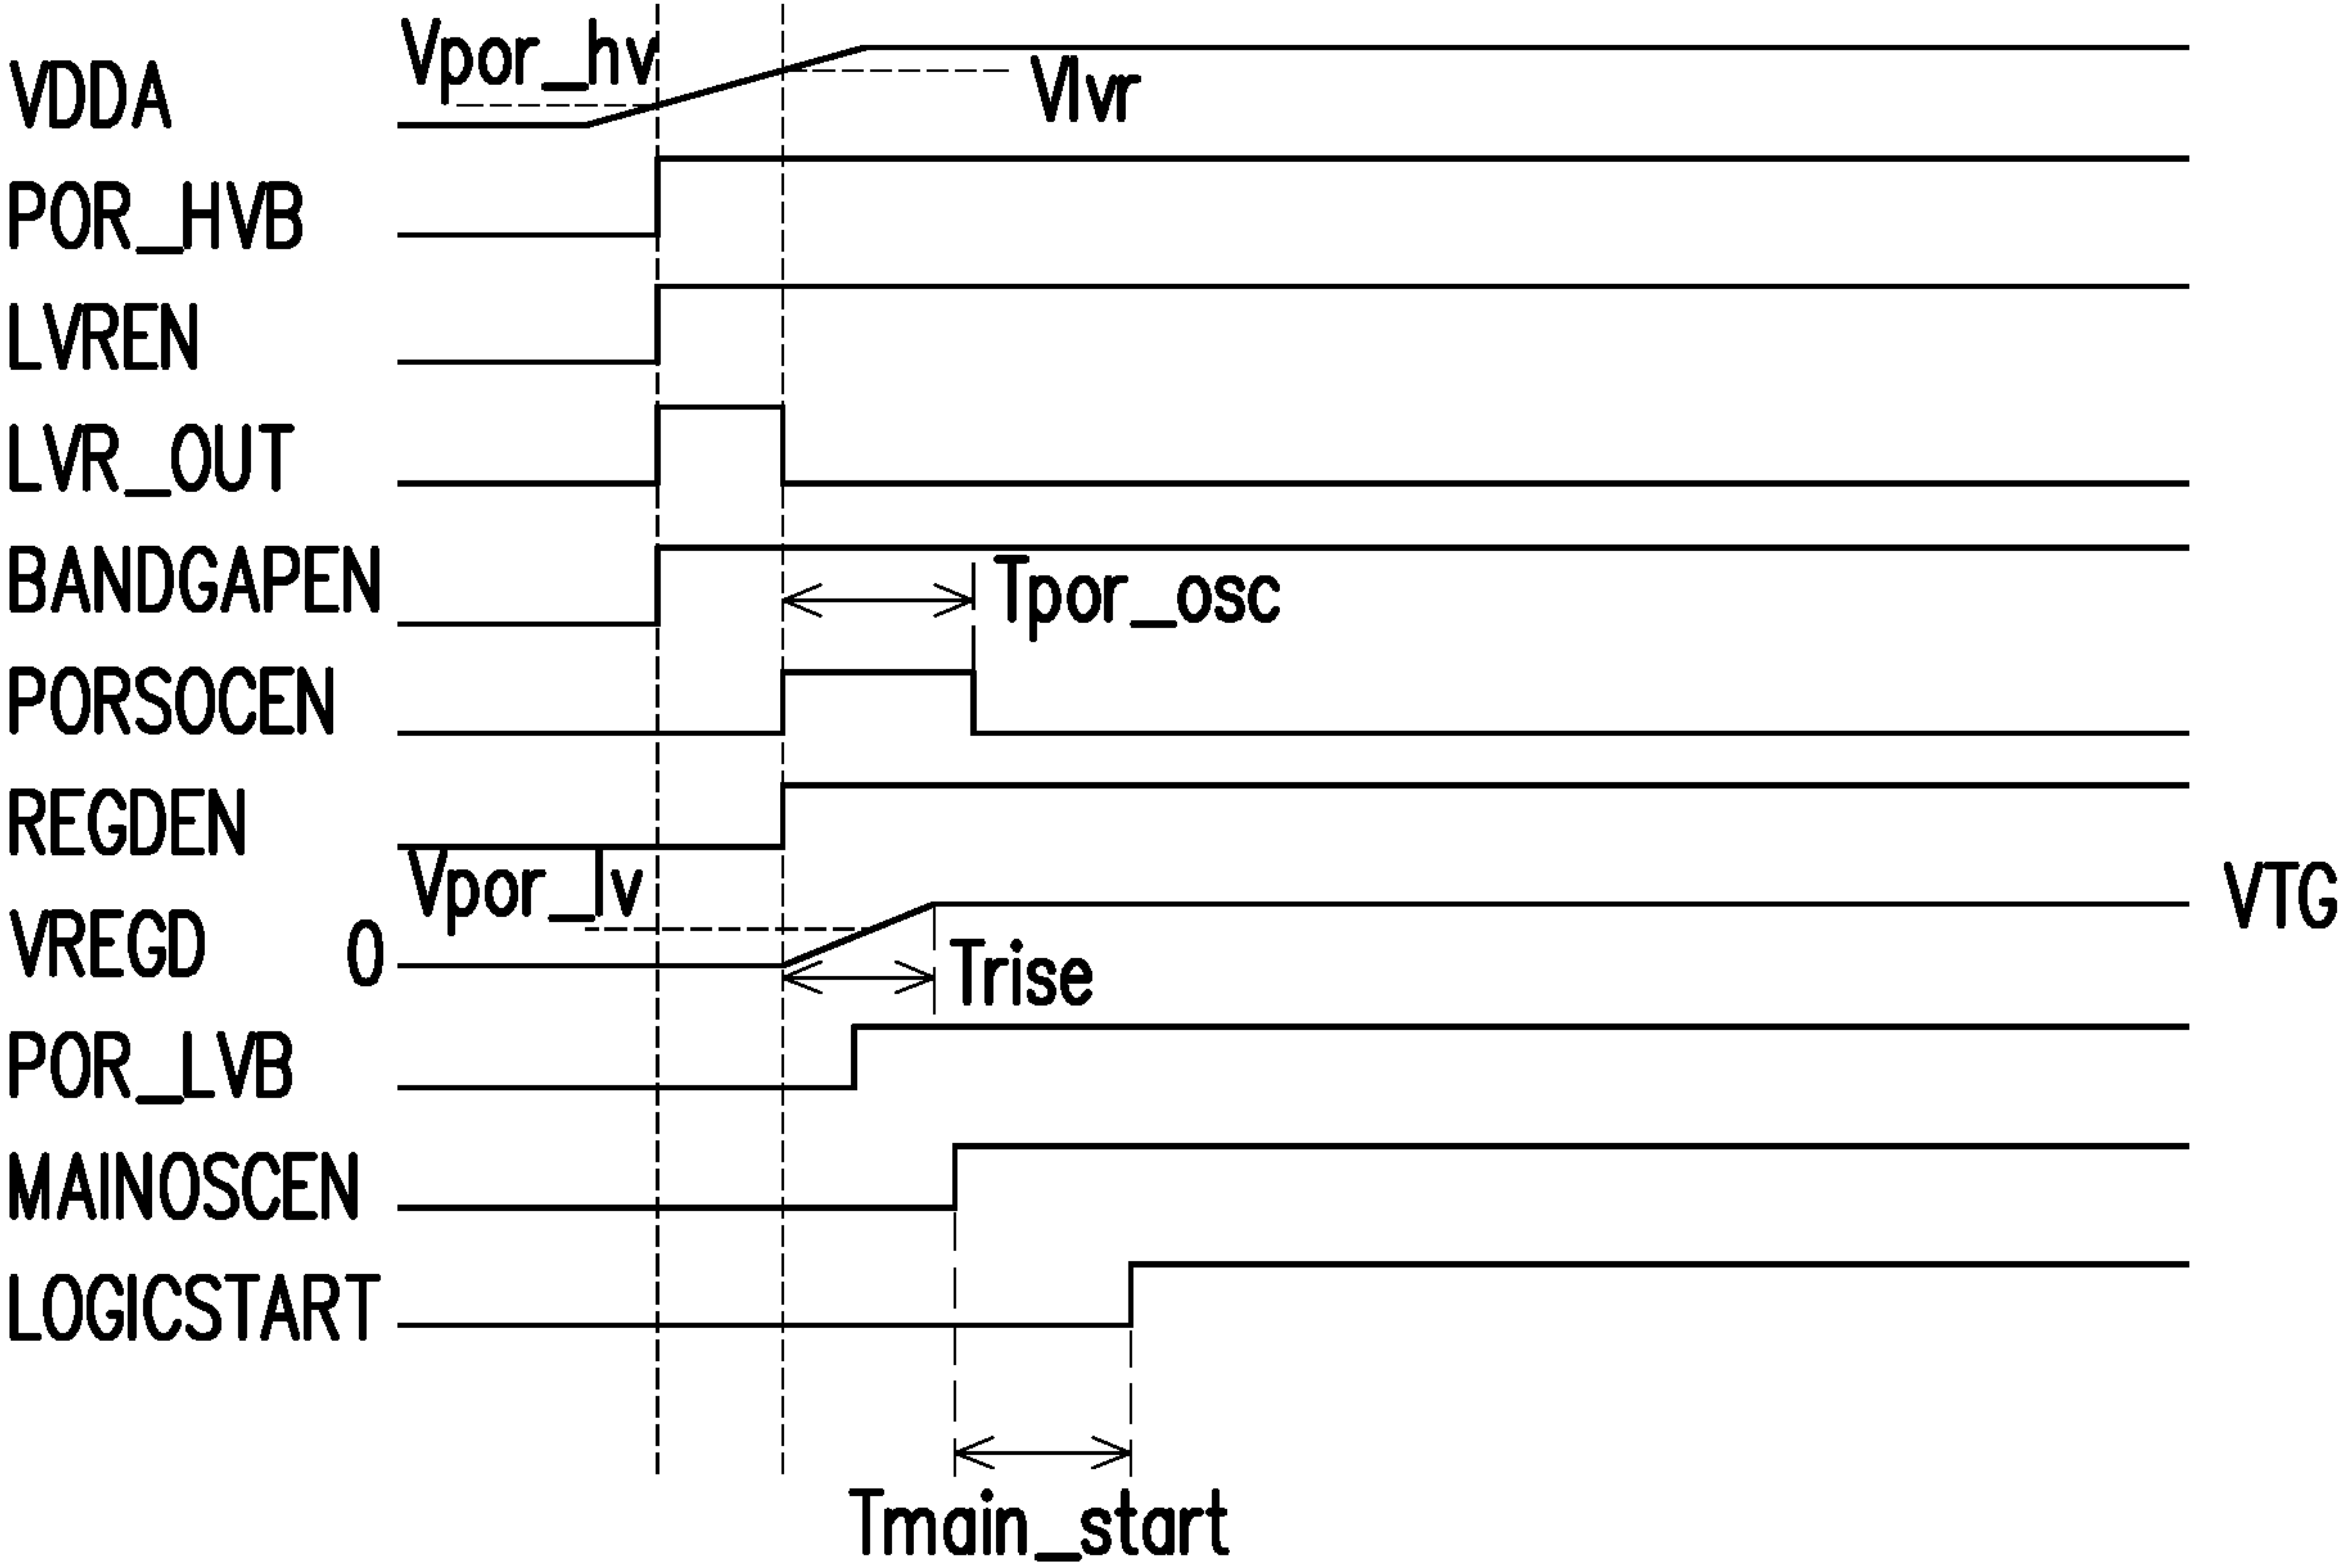 Vpor_hv
VDDA
Vlvr
POR_HVB
LVREN
LVR_OUT
BANDGAPEN
Tpor_osc
PORSOCEN
REGDEN
Vpor_lv
VTG
VREGD 0
Trise
POR_LVB
MAINOSCEN
LOGICSTART
Tmain_start